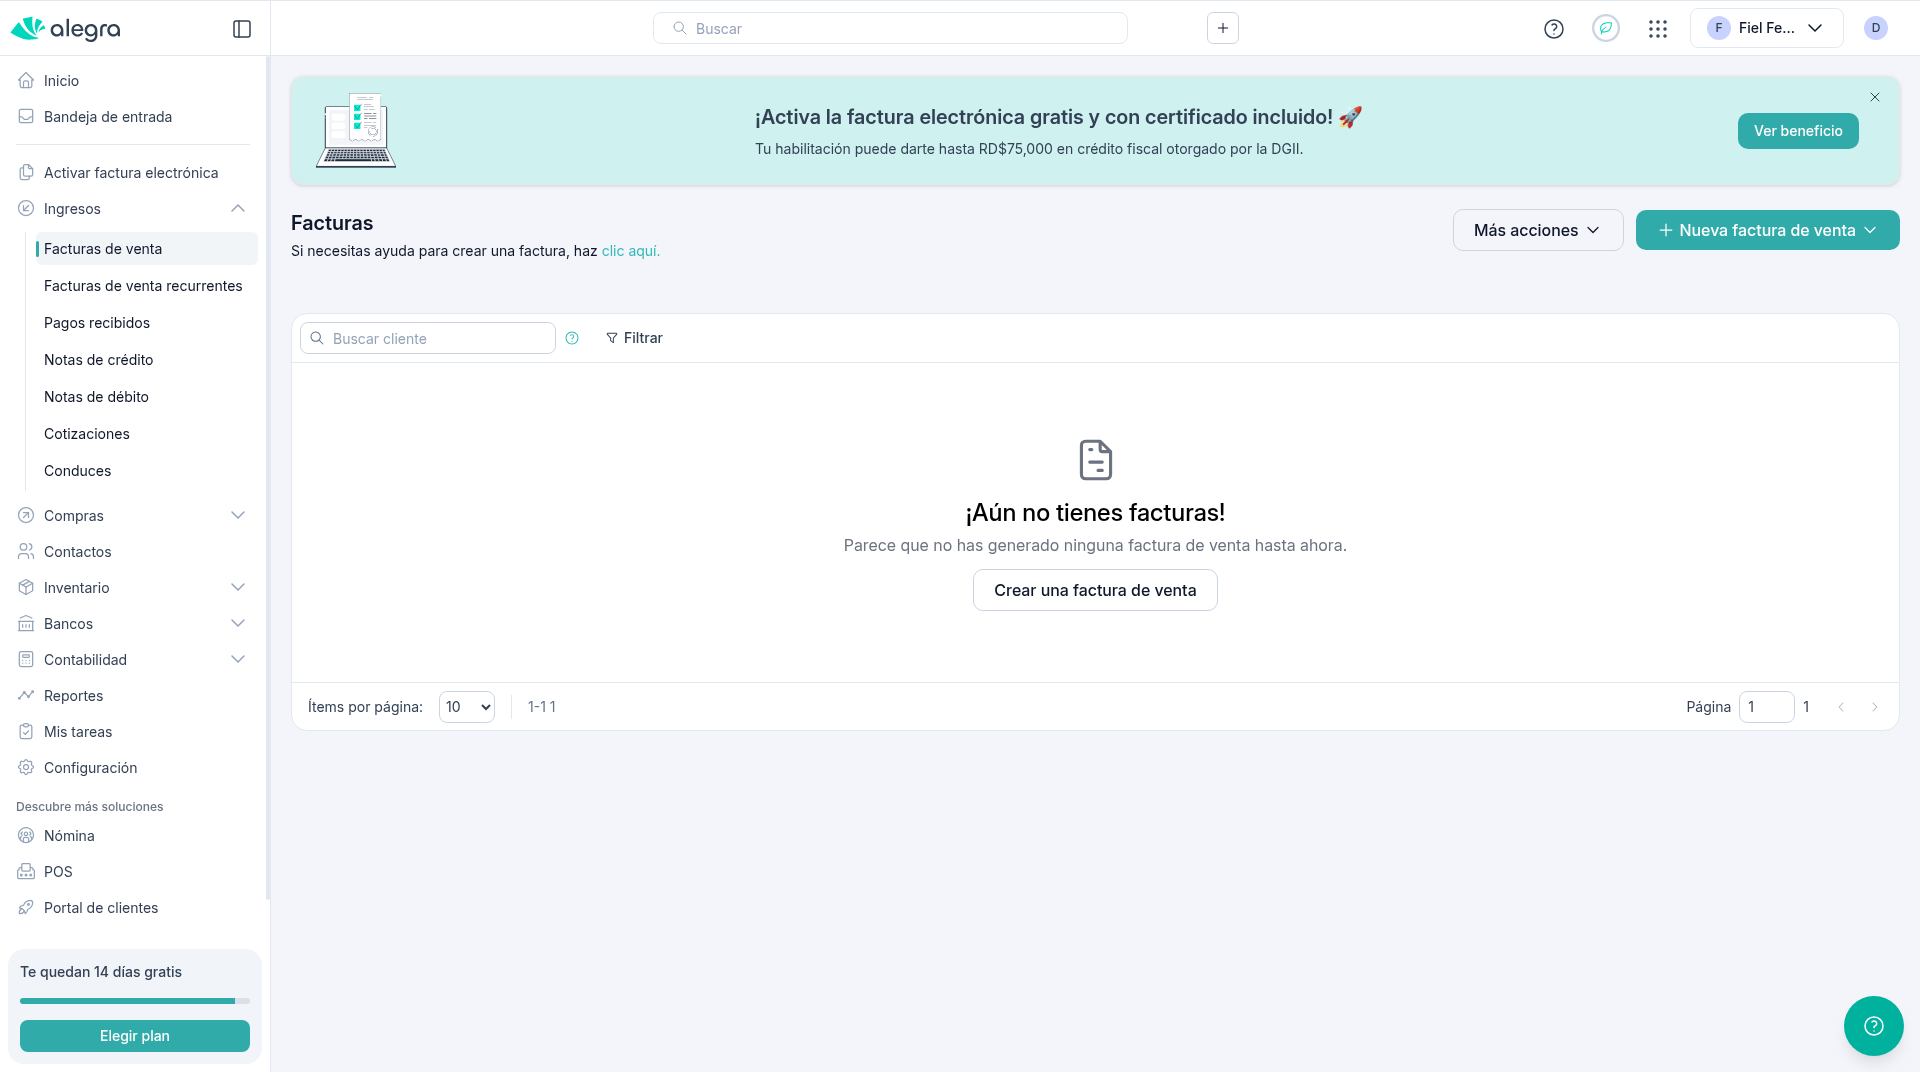 alegra
Buscar
F Fiel Fe... D
Inicio
Bandeja de entrada
Activar factura electrónica
Ingresos
Facturas de venta
Facturas de venta recurrentes
Pagos recibidos
Notas de crédito
Notas de débito
Cotizaciones
Conduces
Compras
Contactos
Inventario
Bancos
Contabilidad
Reportes
Mis tareas
Configuración
Descubre más soluciones
Nómina
POS
Portal de clientes
Te quedan 14 días gratis
Elegir plan
¡Activa la factura electrónica gratis y con certificado incluido! 🚀
Tu habilitación puede darte hasta RD$75,000 en crédito fiscal otorgado por la DGII.
Ver beneficio
Facturas
Si necesitas ayuda para crear una factura, haz clic aquí.
Más acciones
Nueva factura de venta
Buscar cliente
Filtrar
¡Aún no tienes facturas!
Parece que no has generado ninguna factura de venta hasta ahora.
Crear una factura de venta
Ítems por página: 10 1-1 1
Página 1 1